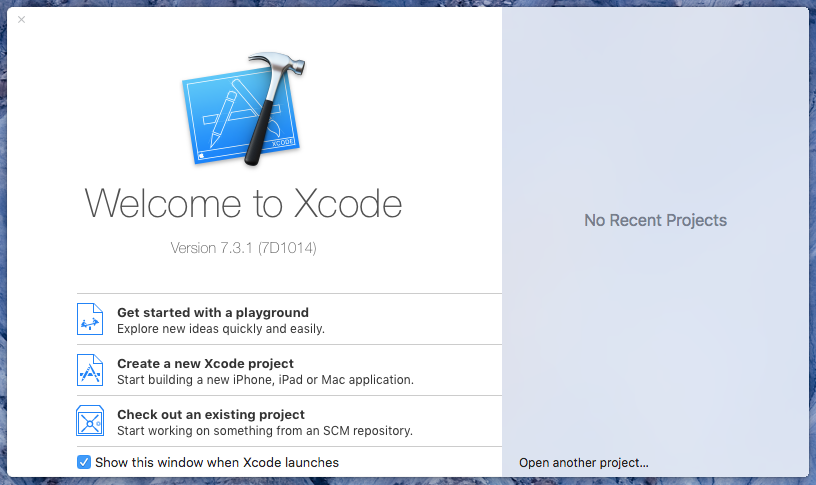 XCODE
Welcome to Xcode
Version 7.3.1 (7D1014)
Get started with a playground
Explore new ideas quickly and easily.
Create a new Xcode project
Start building a new iPhone, iPad or Mac application.
Check out an existing project
Start working on something from an SCM repository.
Show this window when Xcode launches
No Recent Projects
Open another project...